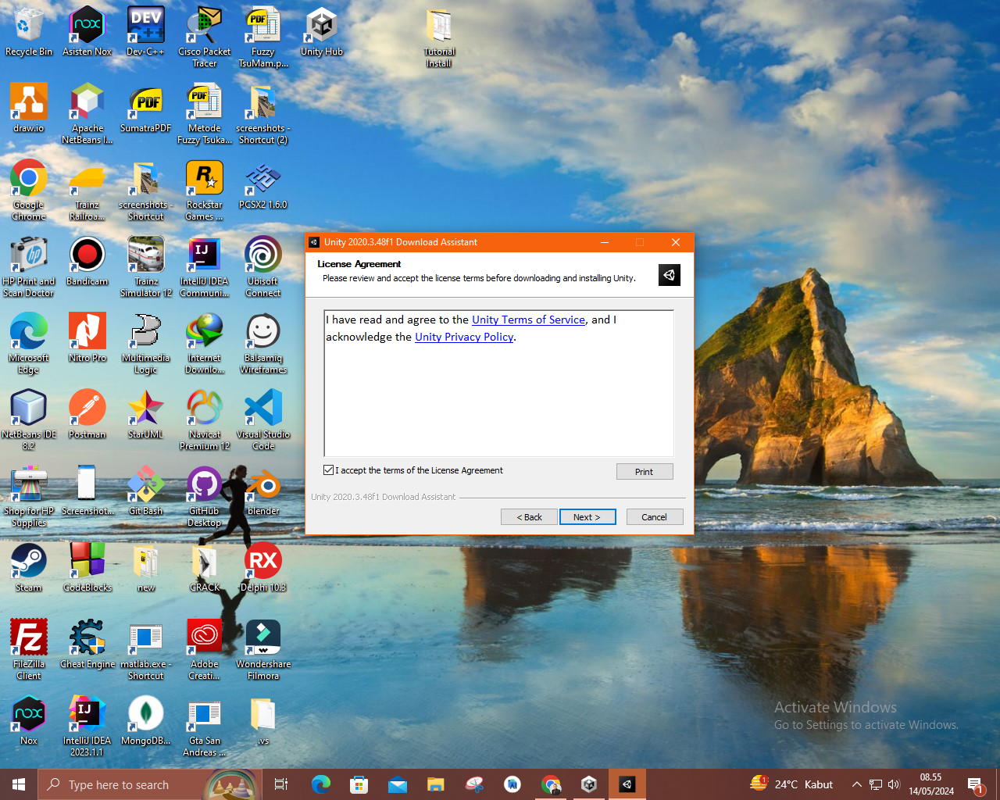 Recycle Bin
Asisten Nox
Dev-C++
Cisco Packet
Tracer
Fuzzy
TsuMam.p...
Unity Hub
Tutorial
Install
draw.io
Apache
NetBeans I...
SumatraPDF
Metode
Fuzzy Tsuka...
screenshots -
Shortcut (2)
Google
Chrome
Trainz
Railroa...
screenshots -
Shortcut
Rockstar
Games ...
PCSX2 1.6.0
HP Print and
Scan Doctor
Bandicam
Trainz
Simulator 12
IntelliJ IDEA
Communi...
Ubisoft
Connect
Microsoft
Edge
Nitro Pro
Multimedia
Logic
Internet
Downlo...
Balsamiq
Wireframes
NetBeans IDE
8.2
Postman
StarUML
Navicat
Premium 12
Visual Studio
Code
Shop for HP
Supplies
Screenshot...
Git Bash
GitHub
Desktop
blender
Steam
CodeBlocks
new
CRACK
Delphi 10.3
FileZilla
Client
Cheat Engine
matlab.exe -
Shortcut
Adobe
Creati...
Wondershare
Filmora
Nox
IntelliJ IDEA
2023.1.1
MongoDB...
Gta San
Andreas ...
.vs
Unity 2020.3.48f1 Download Assistant
License Agreement
Please review and accept the license terms before downloading and installing Unity.
I have read and agree to the Unity Terms of Service, and I
acknowledge the Unity Privacy Policy.
I accept the terms of the License Agreement
Print
Unity 2020.3.48f1 Download Assistant
< Back
Next >
Cancel
Activate Windows
Go to Settings to activate Windows.
Type here to search
24°C Kabut
08.55
14/05/2024